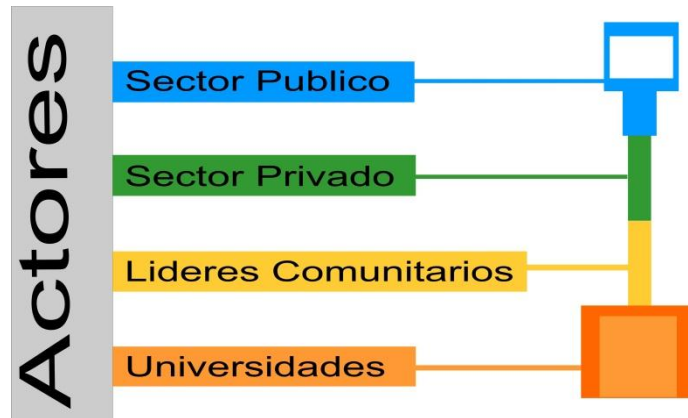 Actores
Sector Publico
Sector Privado
Lideres Comunitarios
Universidades